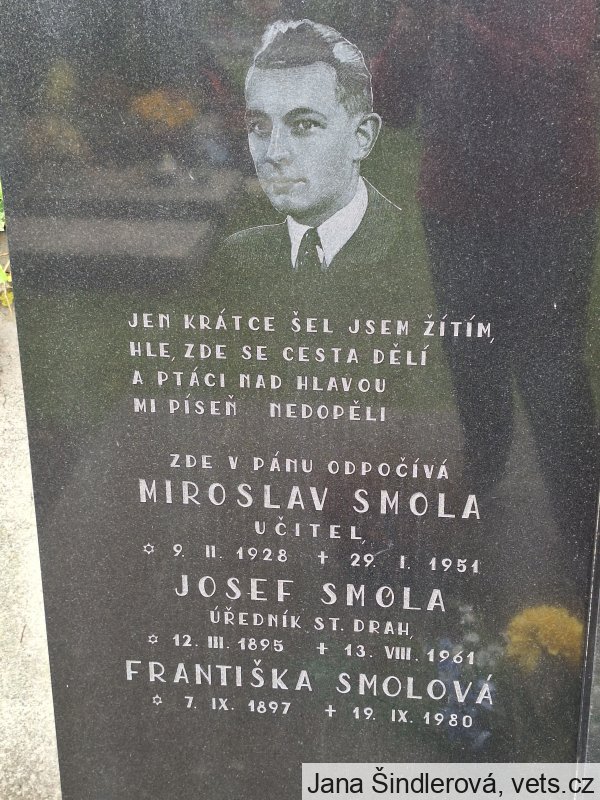 JEN KRÁTCE ŠEL JSEM ŽITÍM,
HLE, ZDE SE CESTA DĚLÍ
A PTÁCI NAD HLAVOU
MI PÍSEŇ NEDOPĚLI
ZDE V PÁNU ODPOČÍVÁ
MIROSLAV SMOLA
UČITEL,
✡ 9. II. 1928 + 29. I. 1951
JOSEF SMOLA
ÚŘEDNÍK ST. DRAH,
✡ 12. III. 1895 + 13. VIII. 1961
FRANTIŠKA SMOLOVÁ
✡ 7. IX. 1897 + 19. IX. 1980
Jana Šindlerová, vets.cz